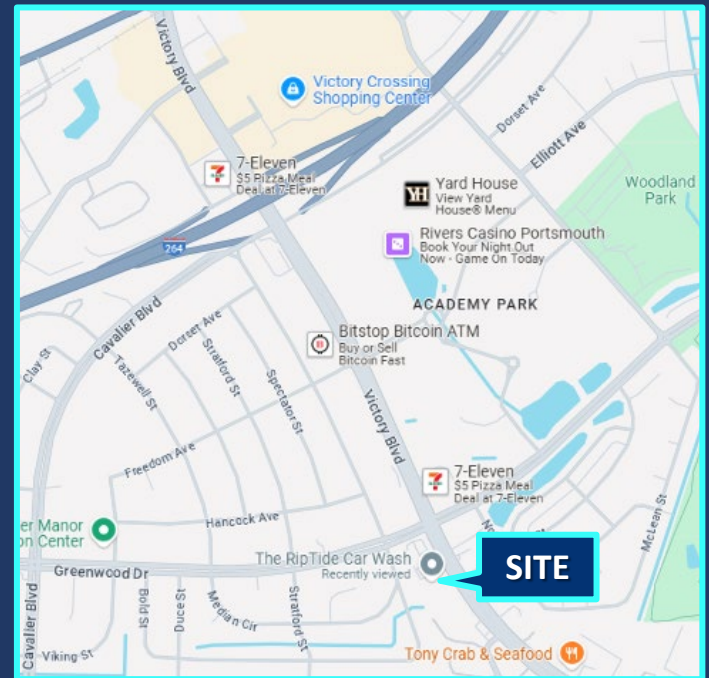 Victory Blvd
Victory Crossing
Shopping Center
Dorset Ave
Elliott Ave
7-Eleven
$5 Pizza Meal
Deal at 7-Eleven
Yard House
View Yard
House® Menu
Woodland
Park
264
Rivers Casino Portsmouth
Book Your Night Out
Now - Game On Today
ACADEMY PARK
Cavalier Blvd
Dorset Ave
Bitstop Bitcoin ATM
Buy or Sell
Bitcoin Fast
Clay St
Tazewell St
Stratford St
Spectator St
Victory Blvd
Freedom Ave
7-Eleven
$5 Pizza Meal
Deal at 7-Eleven
Hancock Ave
er Manor
on Center
McLean St
The RipTide Car Wash
Recently viewed
SITE
Greenwood Dr
Cavalier Blvd
Bold St
Duce St
Median Cir
Stratford St
Viking St
Tony Crab & Seafood